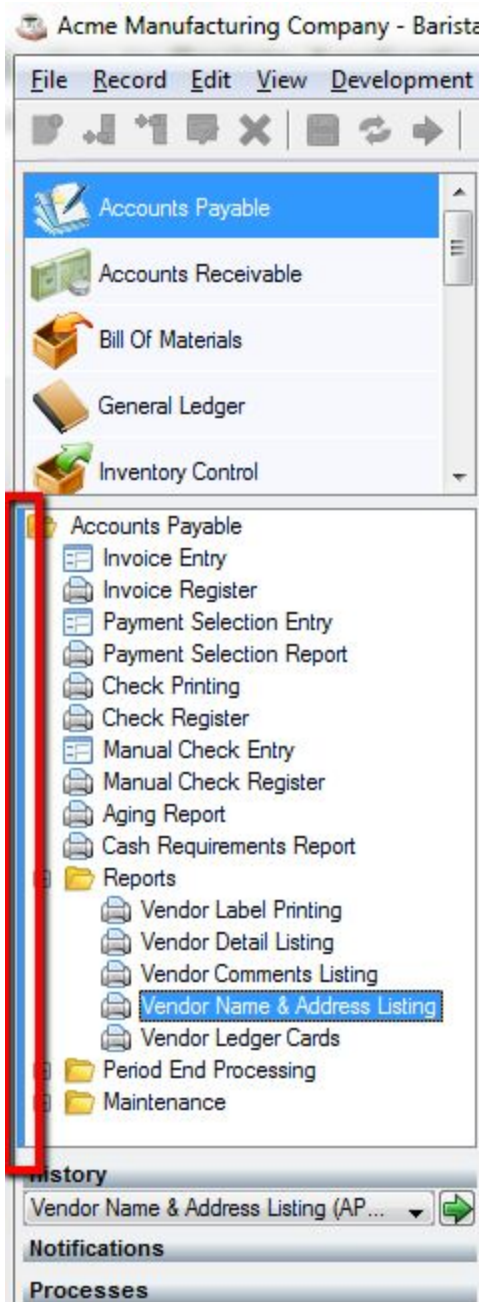 Acme Manufacturing Company - Barista
File Record Edit View Development
Accounts Payable
Accounts Receivable
Bill Of Materials
General Ledger
Inventory Control
Accounts Payable
Invoice Entry
Invoice Register
Payment Selection Entry
Payment Selection Report
Check Printing
Check Register
Manual Check Entry
Manual Check Register
Aging Report
Cash Requirements Report
Reports
Vendor Label Printing
Vendor Detail Listing
Vendor Comments Listing
Vendor Name & Address Listing
Vendor Ledger Cards
Period End Processing
Maintenance
History
Vendor Name & Address Listing (AP...
Notifications
Processes